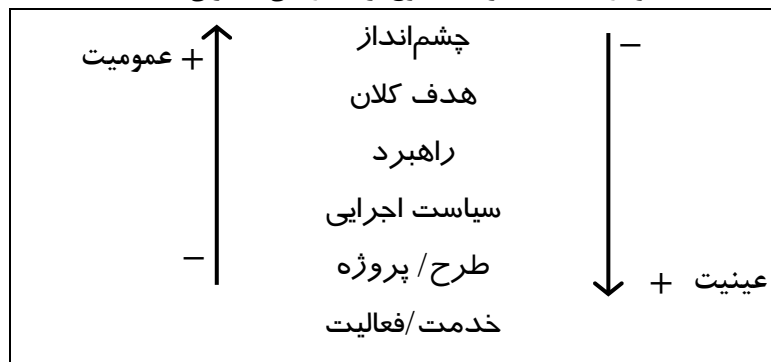 چشم‌انداز
–
+ عمومیت
هدف کلان
راهبرد
سیاست اجرایی
–
طرح/ پروژه
عینیت +
خدمت/فعالیت